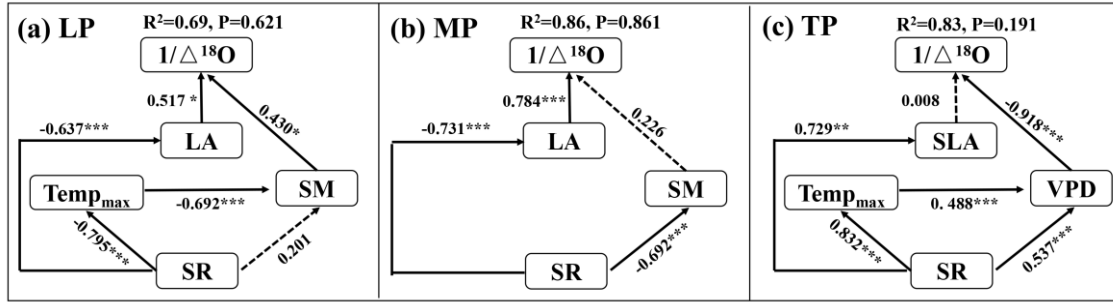 (a) LP
R²=0.69, P=0.621
1/△¹⁸O
0.517 *
0.430*
-0.637***
LA
Temp_max
-0.692***
SM
-0.795***
0.201
SR
(b) MP
R²=0.86, P=0.861
1/△¹⁸O
0.784***
0.226
-0.731***
LA
SM
-0.692***
SR
(c) TP
R²=0.83, P=0.191
1/△¹⁸O
0.008
-0.918***
0.729**
SLA
Temp_max
0. 488***
VPD
0.832***
0.537***
SR